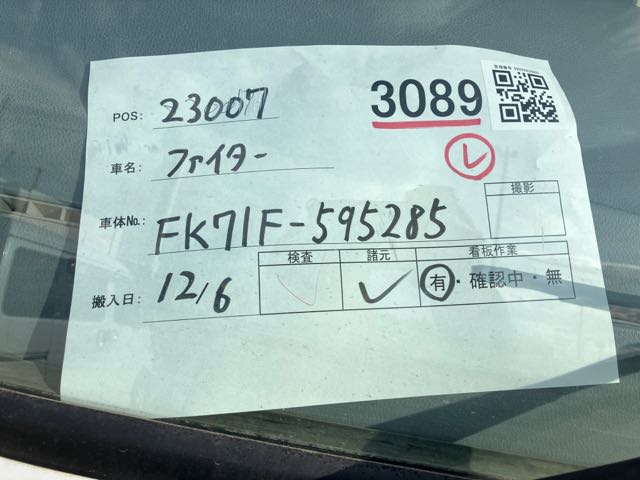 POS: 23007
3089
車名: ファイター
レ
車体No.: FK71F-595285
撮影
搬入日: 12/6
検査 諸元 看板作業
有・確認中・無